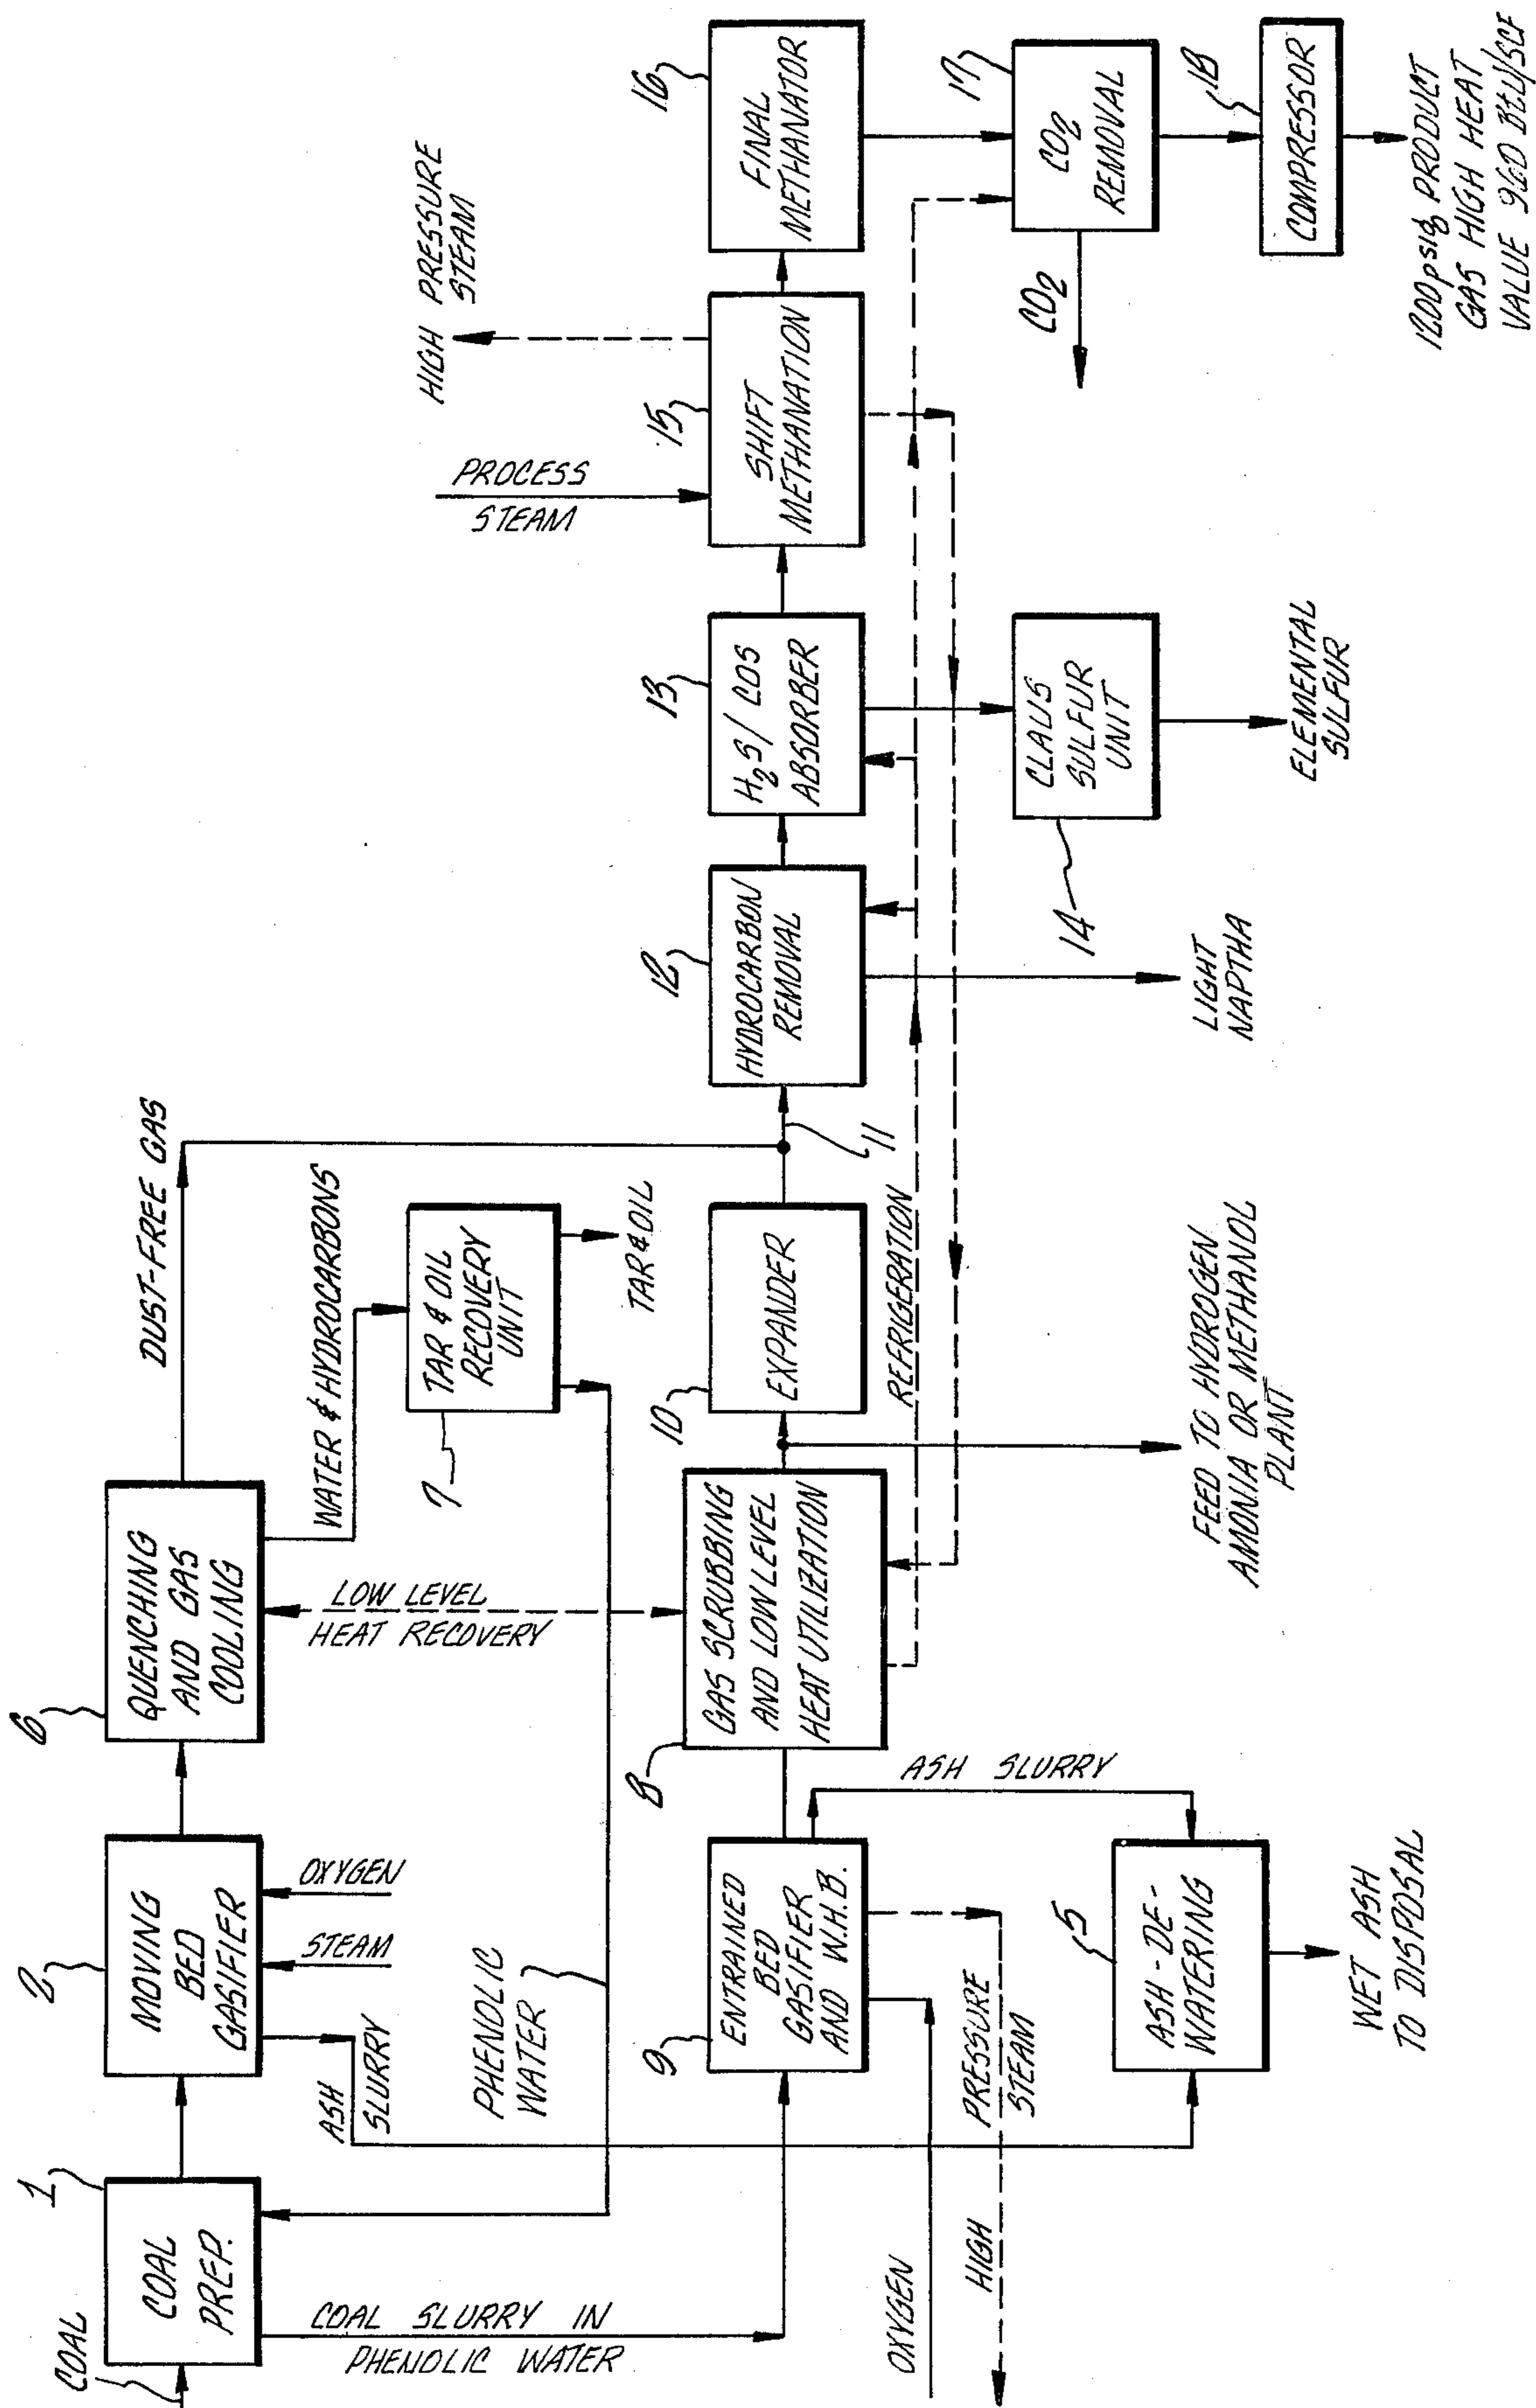 COAL
1
COAL
PREP.
2
MOVING
BED
GASIFIER
STEAM
OXYGEN
6
QUENCHING
AND GAS
COOLING
DUST-FREE GAS
WATER & HYDROCARBONS
TAR & OIL
RECOVERY
UNIT
7
TAR & OIL
LOW LEVEL
HEAT RECOVERY
ASH
SLURRY
PHENOLIC
WATER
COAL SLURRY IN
PHENOLIC WATER
OXYGEN
9
ENTRAINED
BED
GASIFIER
AND W.H.B.
HIGH
PRESSURE
STEAM
ASH SLURRY
5
ASH-DE-
WATERING
WET ASH
TO DISPOSAL
8
GAS SCRUBBING
AND LOW LEVEL
HEAT UTILIZATION
10
EXPANDER
REFRIGERATION
FEED TO HYDROGEN
AMONIA OR METHANOL
PLANT
11
12
HYDROCARBON
REMOVAL
LIGHT
NAPTHA
13
H2S/COS
ABSORBER
14
CLAUS
SULFUR
UNIT
ELEMENTAL
SULFUR
PROCESS
STEAM
15
SHIFT
METHANATION
HIGH PRESSURE
STEAM
16
FINAL
METHANATOR
17
CO2
REMOVAL
CO2
18
COMPRESSOR
1200psig PRODUCT
GAS HIGH HEAT
VALUE 960 Btu/SCF